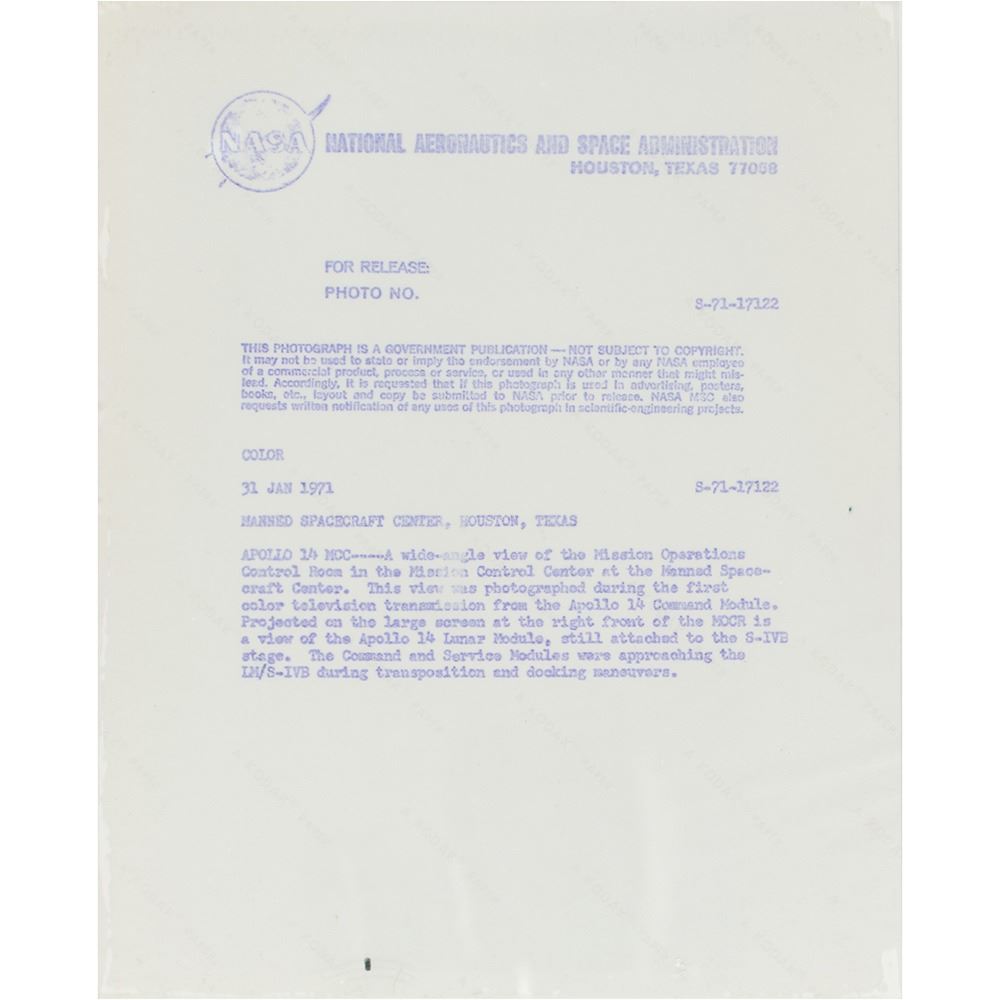 NASA
NATIONAL AERONAUTICS AND SPACE ADMINISTRATION
HOUSTON, TEXAS 77058
FOR RELEASE:
PHOTO NO.
S-71-17122
THIS PHOTOGRAPH IS A GOVERNMENT PUBLICATION — NOT SUBJECT TO COPYRIGHT.
It may not be used to state or imply the endorsement by NASA or by any NASA employee
of a commercial product, process or service, or used in any other manner that might mis-
lead. Accordingly, it is requested that if this photograph is used in advertising, posters,
books, etc., layout and copy be submitted to NASA prior to release. NASA MSC also
requests written notification of any uses of this photograph in scientific-engineering projects.
COLOR
31 JAN 1971
S-71-17122
MANNED SPACECRAFT CENTER, HOUSTON, TEXAS
APOLLO 14 MCC----A wide-angle view of the Mission Operations
Control Room in the Mission Control Center at the Manned Space-
craft Center. This view was photographed during the first
color television transmission from the Apollo 14 Command Module.
Projected on the large screen at the right front of the MOCR is
a view of the Apollo 14 Lunar Module, still attached to the S-IVB
stage. The Command and Service Modules were approaching the
LM/S-IVB during transposition and docking maneuvers.